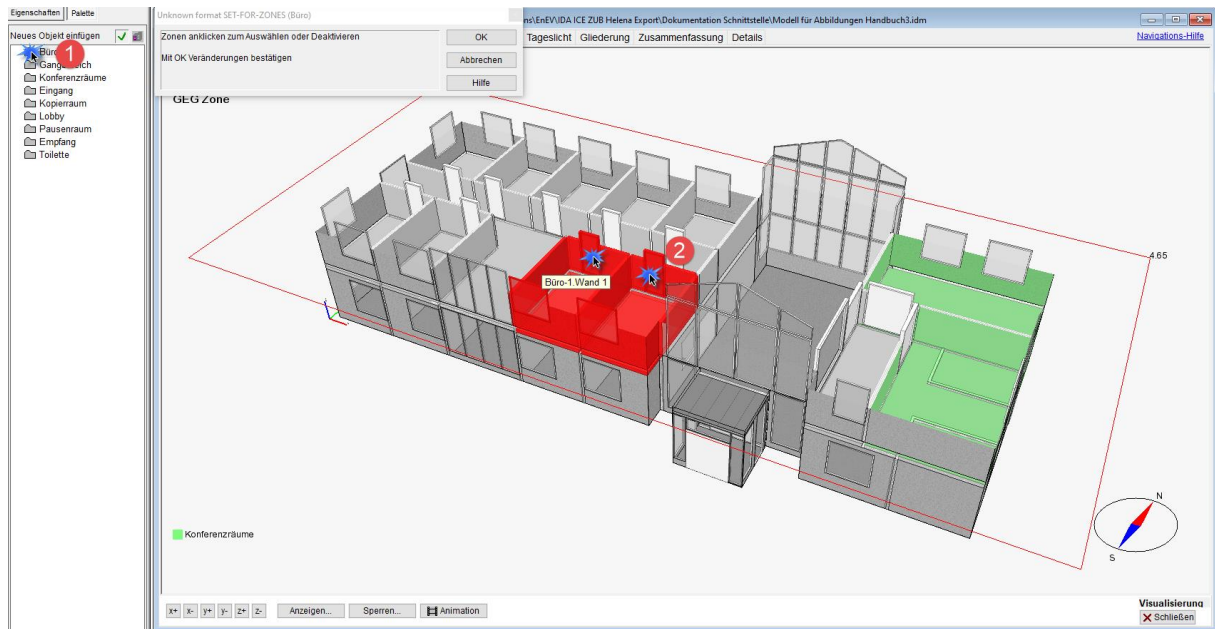 Eigenschaften Palette
Neues Objekt einfügen
Büro
Konferenzräume
Eingang
Kopierraum
Lobby
Pausenraum
Empfang
Toilette
1
Unknown format SET-FOR-ZONES (Büro)
Zonen anklicken zum Auswählen oder Deaktivieren
Mit OK Veränderungen bestätigen
OK
Abbrechen
Hilfe
ns\EnEV\IDA ICE ZUB Helena Export\Dokumentation Schnittstelle\Modell für Abbildungen Handbuch3.idm
Tageslicht Gliederung Zusammenfassung Details
Navigations-Hilfe
GEG Zone
2
Büro-1.Wand 1
4.65
N
S
Konferenzräume
x+ x- y+ y- z+ z- Anzeigen... Sperren... Animation
Visualisierung
Schließen